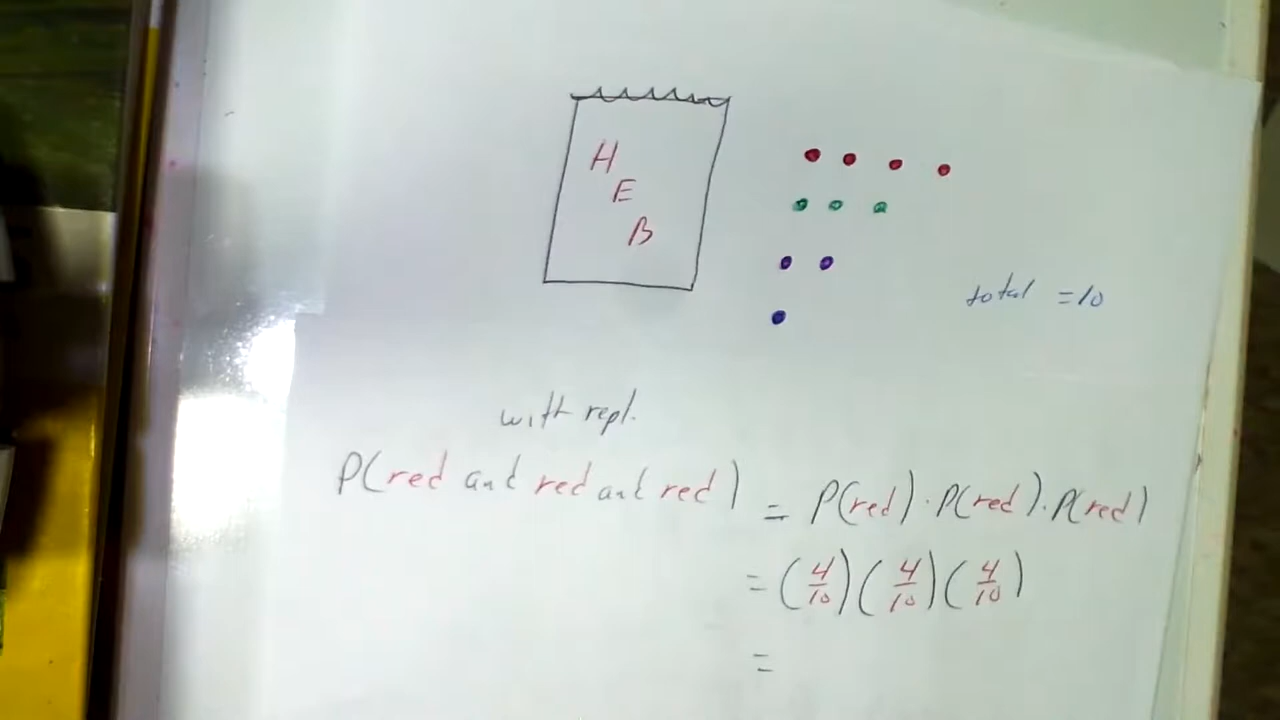 H
E
B
total = 10
with repl.
P(red and red and red) = P(red) · P(red) · P(red)
= (4/10)(4/10)(4/10)
=